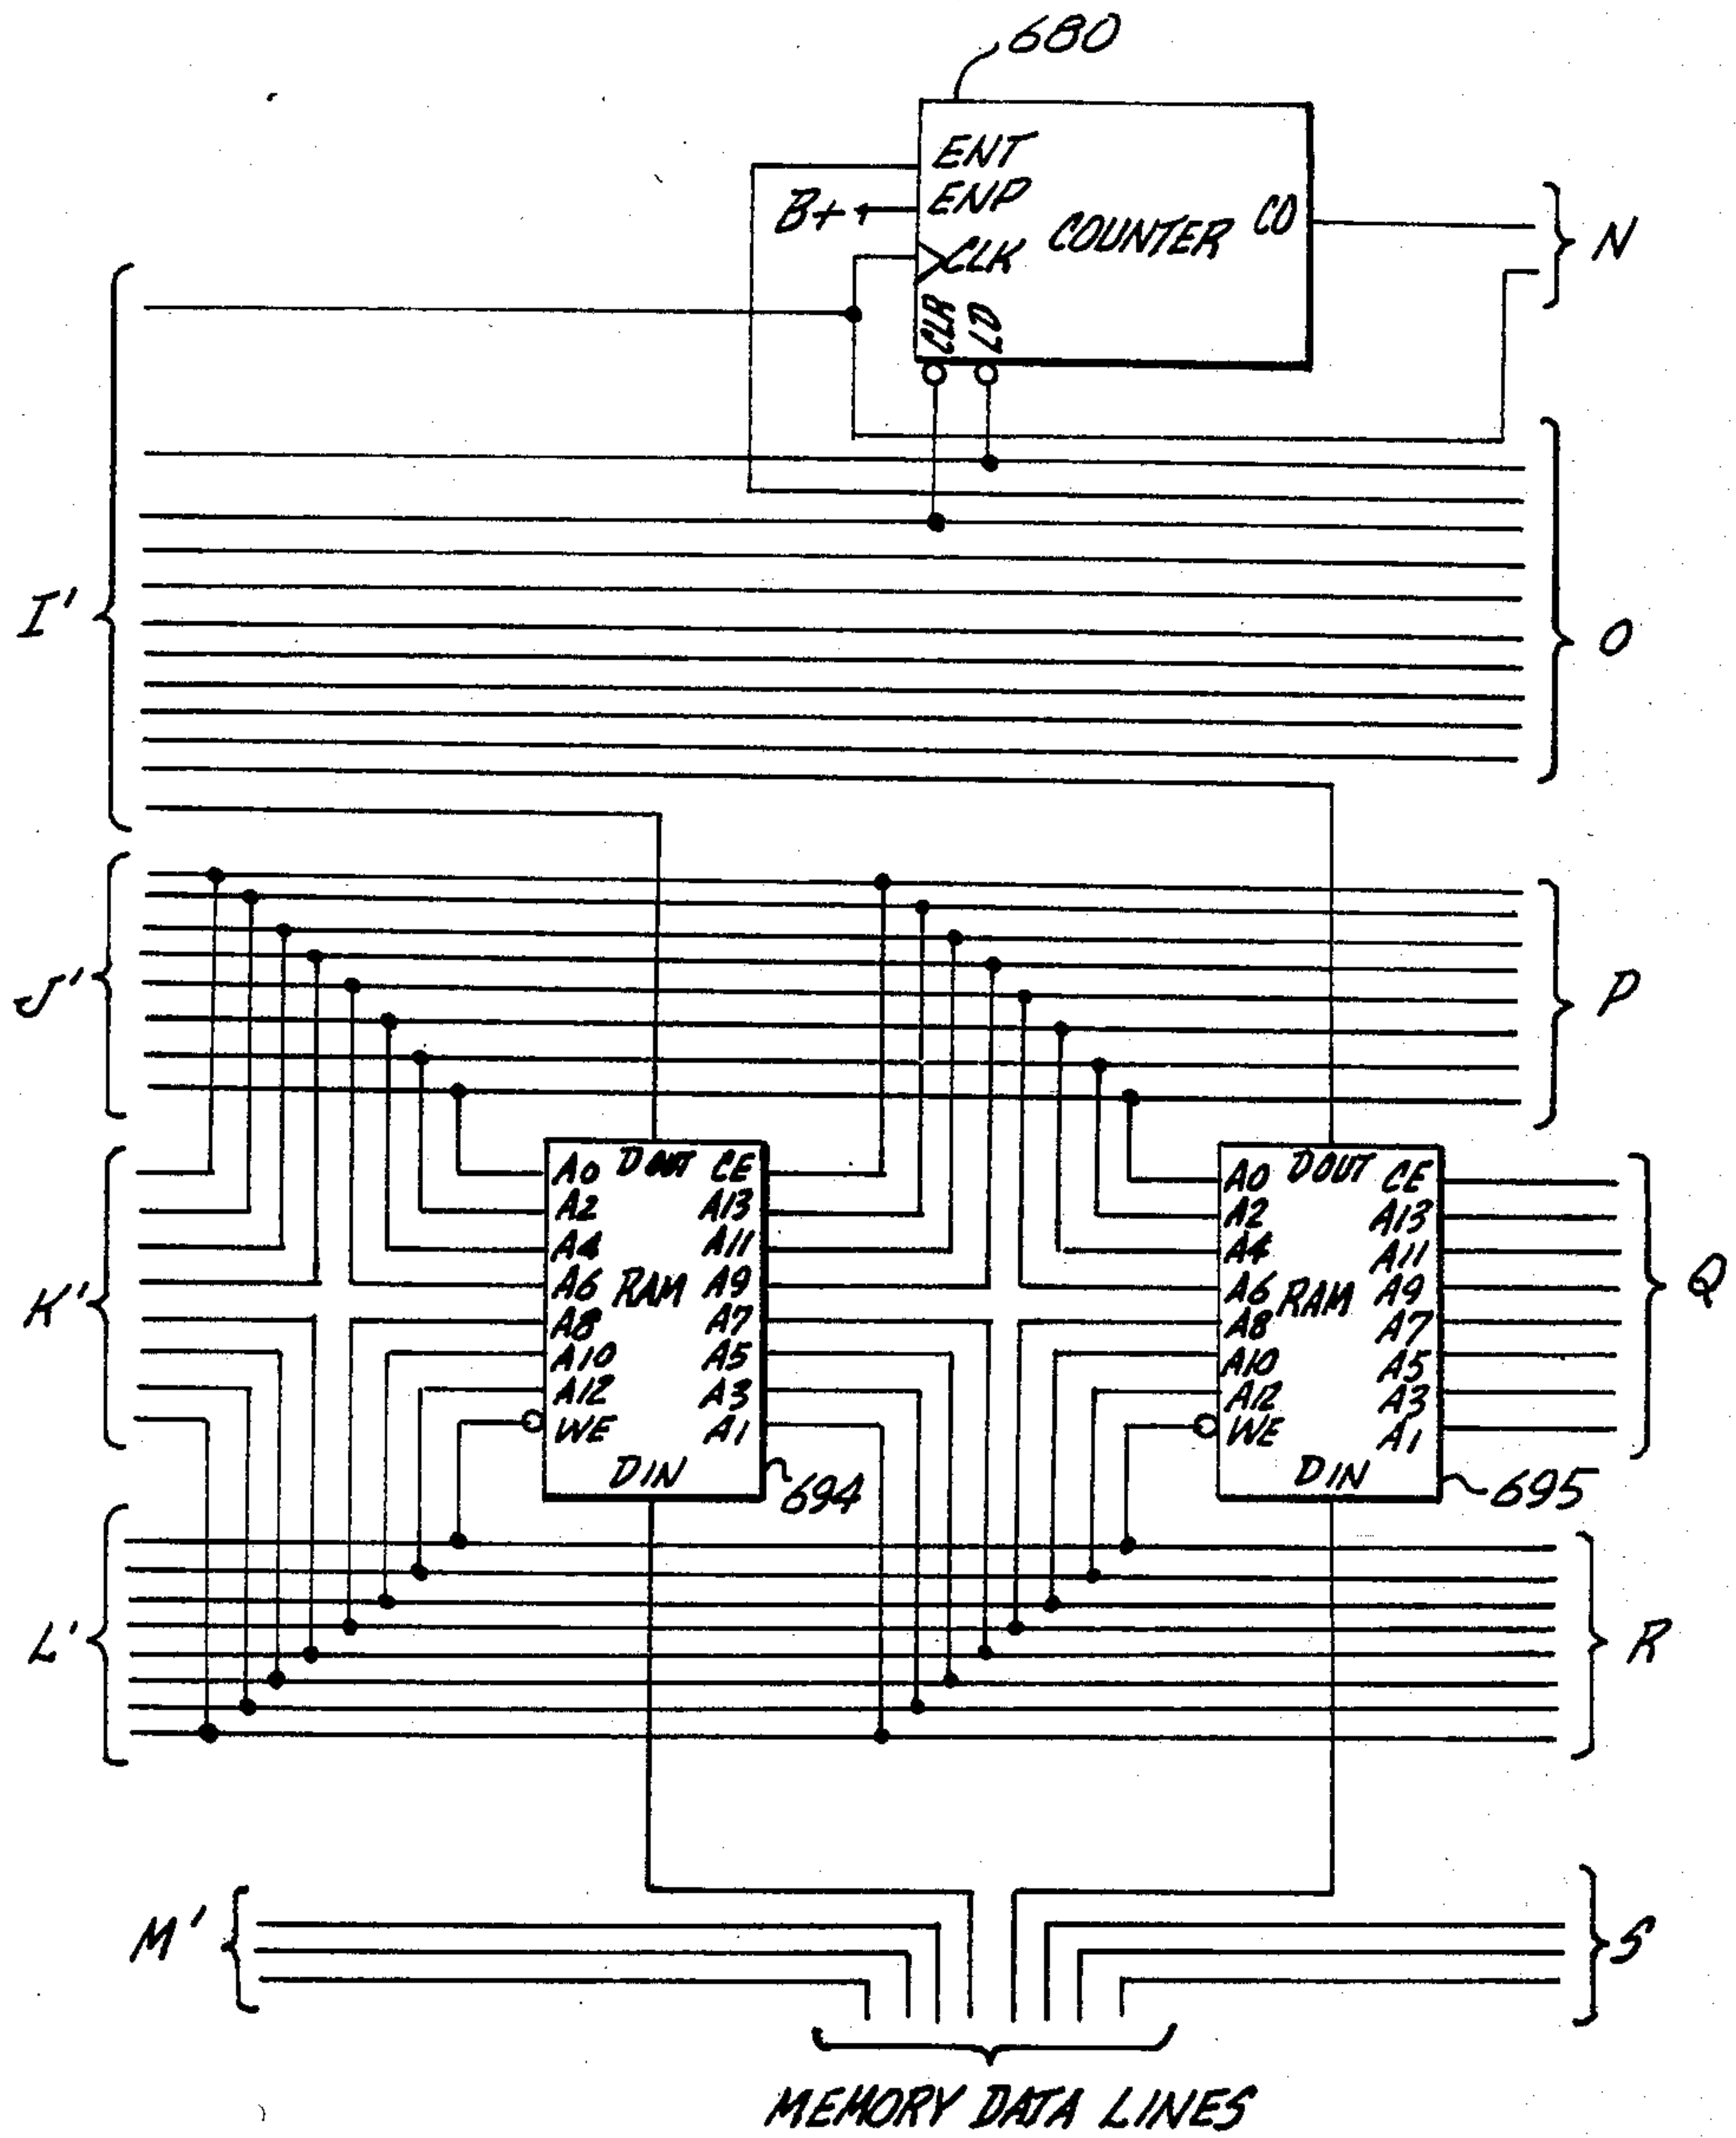 680
ENT
B+ ENP
CLK COUNTER CO
CLR LD
N
I'
O
J'
P
K'
A0 DOUT CE
A2 A13
A4 A11
A6 RAM A9
A8 A7
A10 A5
A12 A3
WE A1
DIN
694
A0 DOUT CE
A2 A13
A4 A11
A6 RAM A9
A8 A7
A10 A5
A12 A3
WE A1
DIN
695
Q
L'
R
M'
S
MEMORY DATA LINES